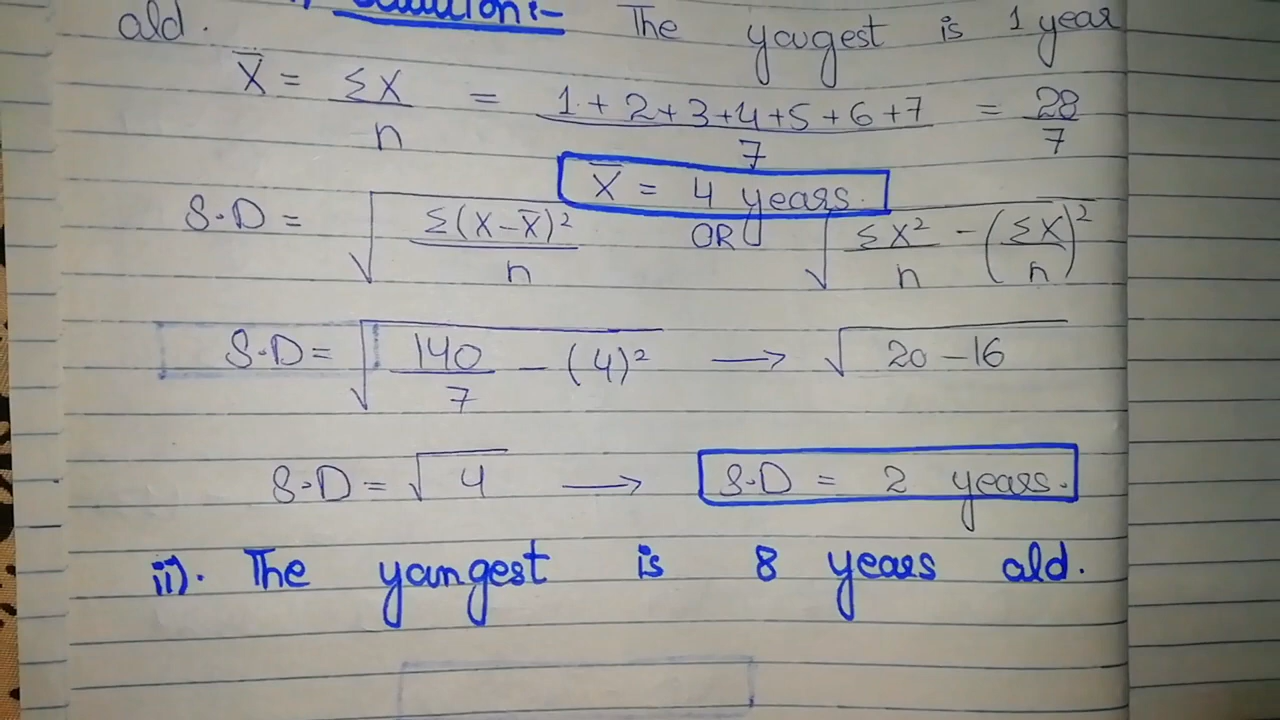 Solution:- The yougest is 1 year
ald.
X̄ = ΣX/n = 1+2+3+4+5+6+7/7 = 28/7
X̄ = 4 years.
S.D = √Σ(X-X̄)²/n OR √ΣX²/n - (ΣX/n)²
S.D = √140/7 - (4)² → √20-16
S.D = √4 → S.D = 2 years.
ii). The yangest is 8 years ald.